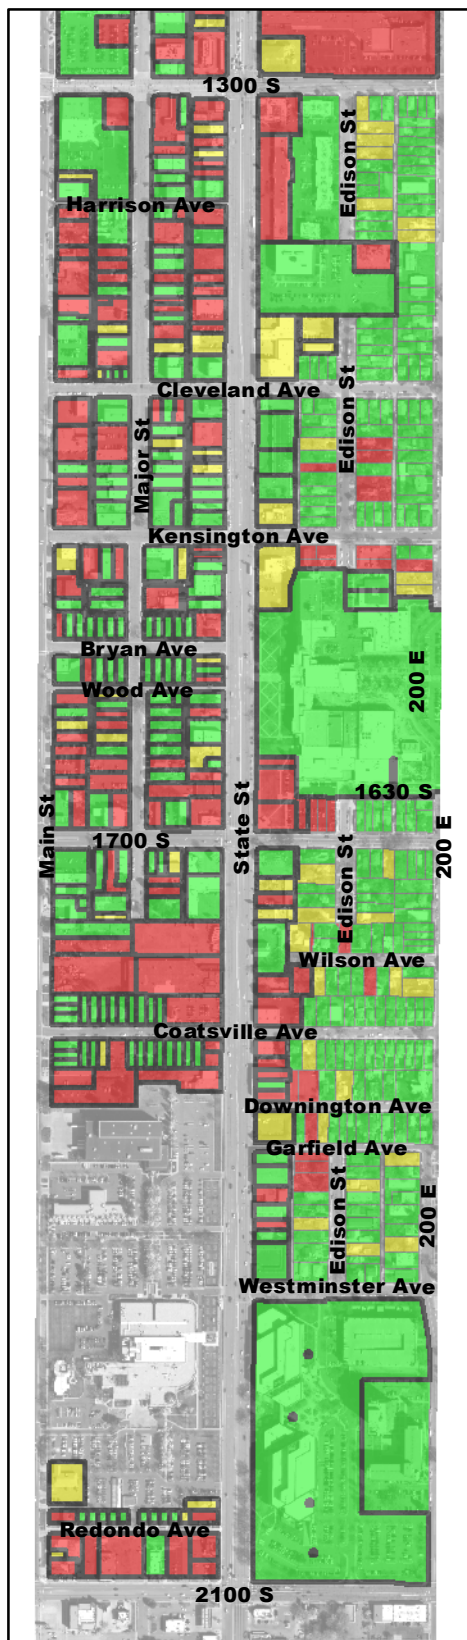 1300 S
Edison St
Harrison Ave
Cleveland Ave
Edison St
Major St
Kensington Ave
Bryan Ave
Wood Ave
200 E
1630 S
Main St
1700 S
State St
200 E
Edison St
Wilson Ave
Coatsville Ave
Downington Ave
Garfield Ave
Edison St
200 E
Westminster Ave
Redondo Ave
2100 S